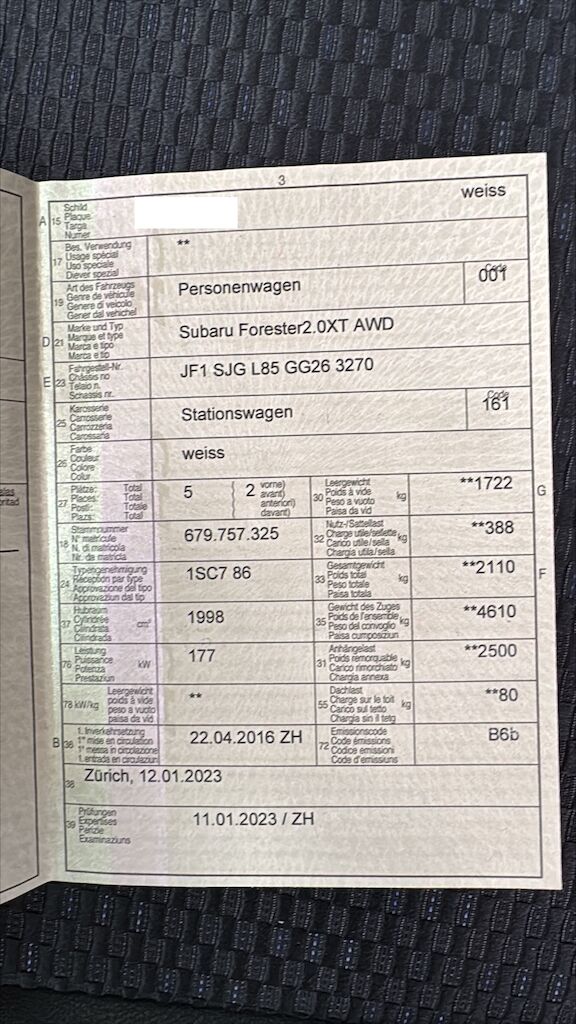 3
A 15 Schild
Plaque
Targa
Numer
weiss
17 Bes. Verwendung
Usage spécial
Uso speciale
Diever spezial
**
19 Art des Fahrzeugs
Genre de véhicule
Genere di veicolo
Gener dal vehichel
Personenwagen
Code
001
D 21 Marke und Typ
Marque et type
Marca e tipo
Marca e tip
Subaru Forester2.0XT AWD
E 23 Fahrgestell-Nr.
Châssis no
Telaio n.
Schassis nr.
JF1 SJG L85 GG26 3270
25 Karosserie
Carrosserie
Carrozzeria
Carossaria
Stationswagen
Code
161
26 Farbe
Couleur
Colore
Colur
weiss
27 Plätze: Total
Places: Total
Posti: Totale
Plazs: Total
5
2 vorne)
avant)
anteriori)
davant)
30 Leergewicht
Poids à vide
Peso a vuoto
Paisa da vid
kg
**1722
G
18 Stammnummer
N° matricule
N. di matricola
Nr. da matricla
679.757.325
32 Nutz-/Sattellast
Charge utile/sellette
Carico utile/sella
Chargia utila/sella
kg
**388
24 Typengenehmigung
Réception par type
Approvazione del tipo
Approvaziun dal tip
1SC7 86
33 Gesamtgewicht
Poids total
Peso totale
Paisa totala
kg
**2110
F
37 Hubraum
Cylindrée
Cilindrata
Cilindrada
cm³
1998
35 Gewicht des Zuges
Poids de l'ensemble
Peso del convoglio
Paisa cumposiziun
kg
**4610
76 Leistung
Puissance
Potenza
Prestaziun
kW
177
31 Anhängelast
Poids remorquable
Carico rimorchiato
Chargia annexa
kg
**2500
78 kW/kg
Leergewicht
poids à vide
peso a vuoto
paisa da vid
**
55 Dachlast
Charge sur le toit
Carico sul tetto
Chargia sin il tetg
kg
**80
B 36 1. Inverkehrsetzung
1re mise en circulation
1a messa in circolazione
1. entrada en circulaziun
22.04.2016 ZH
72 Emissionscode
Code émissions
Codice emissioni
Code d'emissiuns
B6b
38 Zürich, 12.01.2023
39 Prüfungen
Expertises
Perizie
Examinaziuns
11.01.2023 / ZH